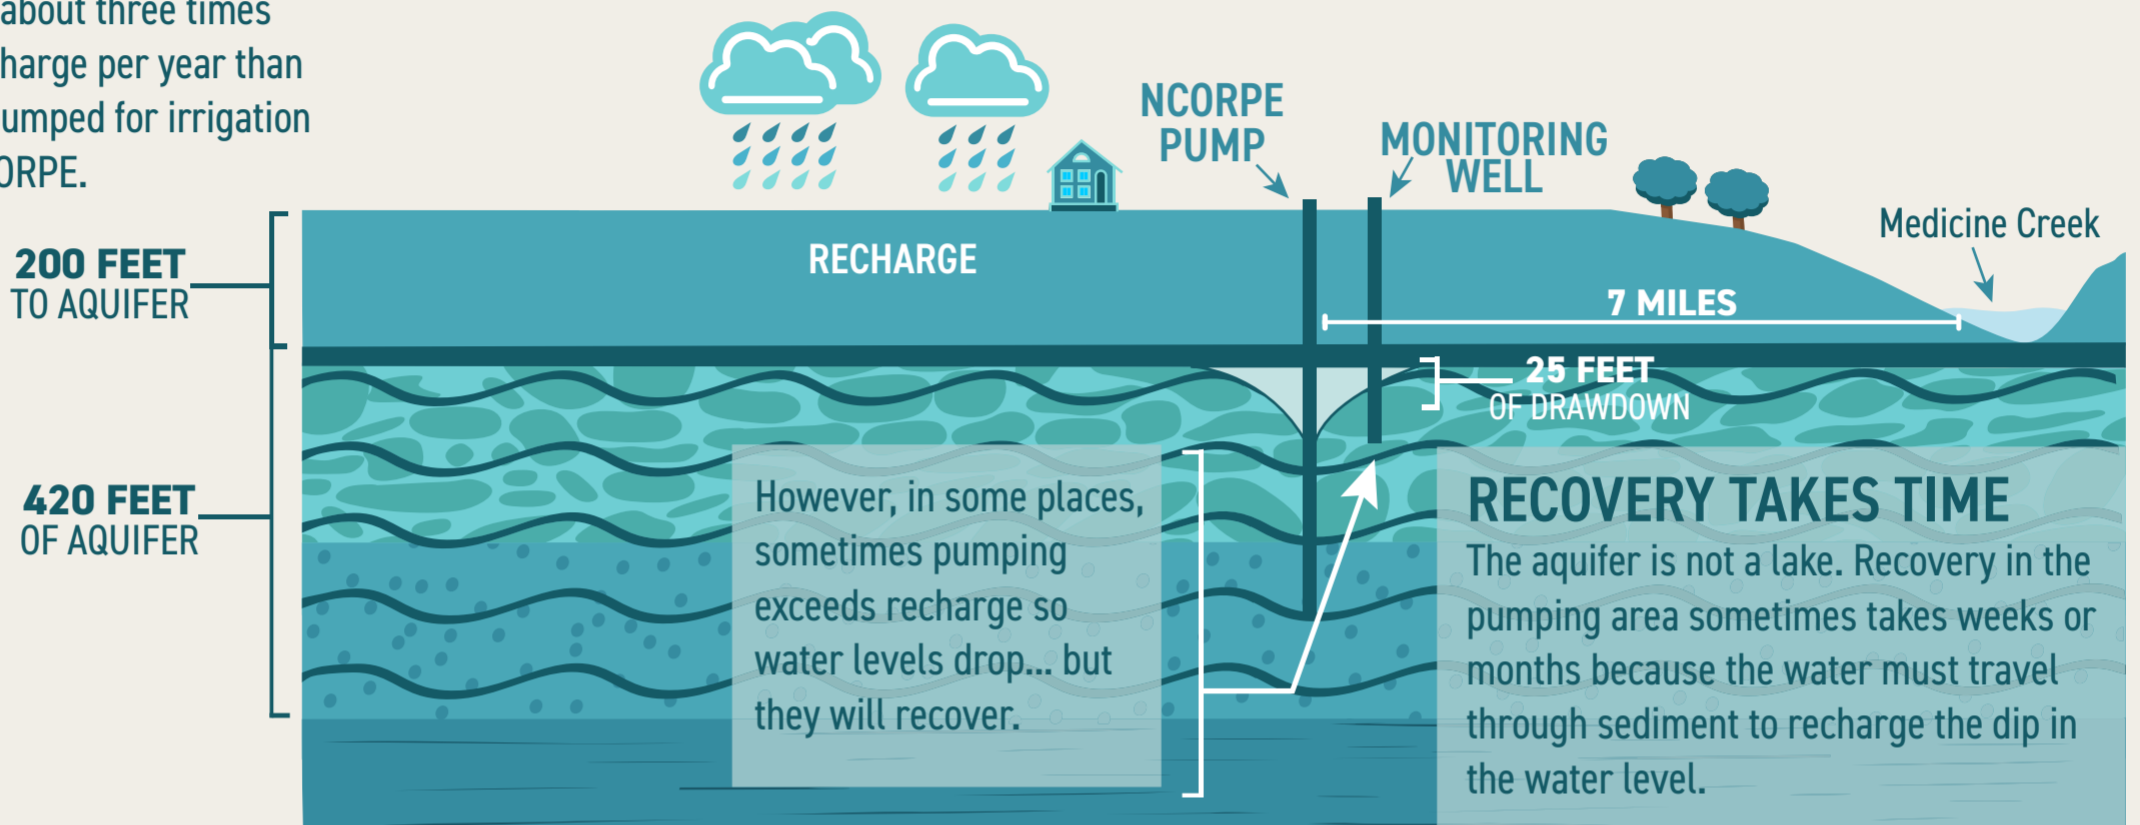 about three times
harge per year than
umped for irrigation
ORPE.
NCORPE
PUMP
MONITORING
WELL
Medicine Creek
200 FEET
TO AQUIFER
RECHARGE
7 MILES
25 FEET
OF DRAWDOWN
420 FEET
OF AQUIFER
However, in some places,
sometimes pumping
exceeds recharge so
water levels drop... but
they will recover.
RECOVERY TAKES TIME
The aquifer is not a lake. Recovery in the
pumping area sometimes takes weeks or
months because the water must travel
through sediment to recharge the dip in
the water level.